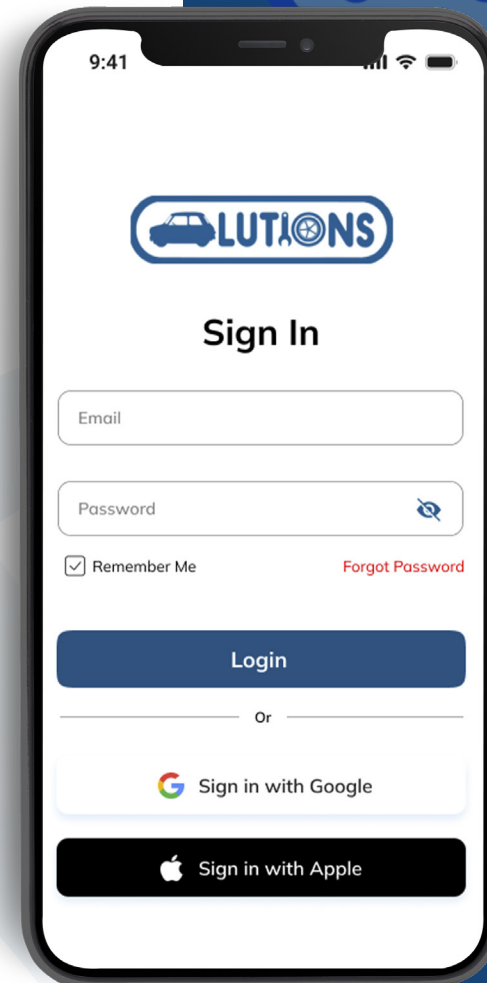 9:41
LUTIONS
Sign In
Email
Password
Remember Me
Forgot Password
Login
Or
Sign in with Google
Sign in with Apple